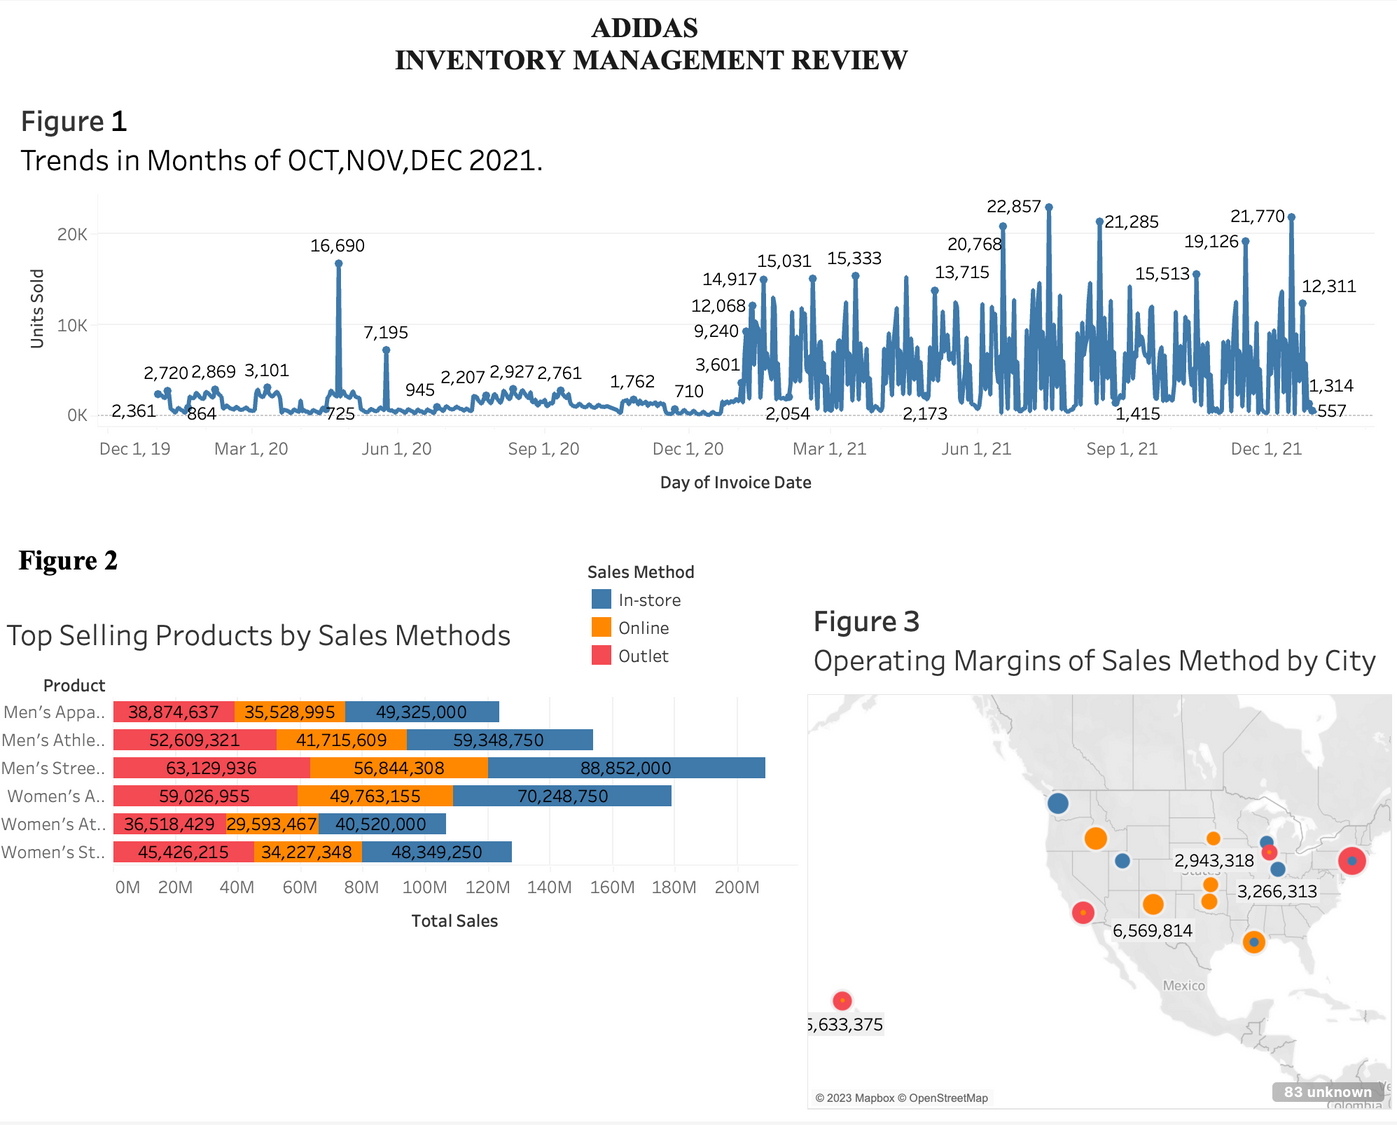 ADIDAS
INVENTORY MANAGEMENT REVIEW
Figure 1
Trends in Months of OCT,NOV,DEC 2021.
Units Sold
20K
10K
0K
2,361
2,720
864
2,869
3,101
16,690
725
7,195
945
2,207
2,927
2,761
1,762
710
3,601
9,240
12,068
14,917
2,054
15,031
15,333
2,173
13,715
20,768
22,857
21,285
1,415
15,513
19,126
21,770
12,311
1,314
557
Dec 1, 19
Mar 1, 20
Jun 1, 20
Sep 1, 20
Dec 1, 20
Mar 1, 21
Jun 1, 21
Sep 1, 21
Dec 1, 21
Day of Invoice Date
Figure 2
Sales Method
In-store
Online
Outlet
Top Selling Products by Sales Methods
Product
Men's Appa.. 38,874,637 35,528,995 49,325,000
Men's Athle.. 52,609,321 41,715,609 59,348,750
Men's Stree.. 63,129,936 56,844,308 88,852,000
Women's A.. 59,026,955 49,763,155 70,248,750
Women's At.. 36,518,429 29,593,467 40,520,000
Women's St.. 45,426,215 34,227,348 48,349,250
0M 20M 40M 60M 80M 100M 120M 140M 160M 180M 200M
Total Sales
Figure 3
Operating Margins of Sales Method by City
2,943,318
3,266,313
6,569,814
Mexico
,633,375
© 2023 Mapbox © OpenStreetMap
83 unknown
Colombia